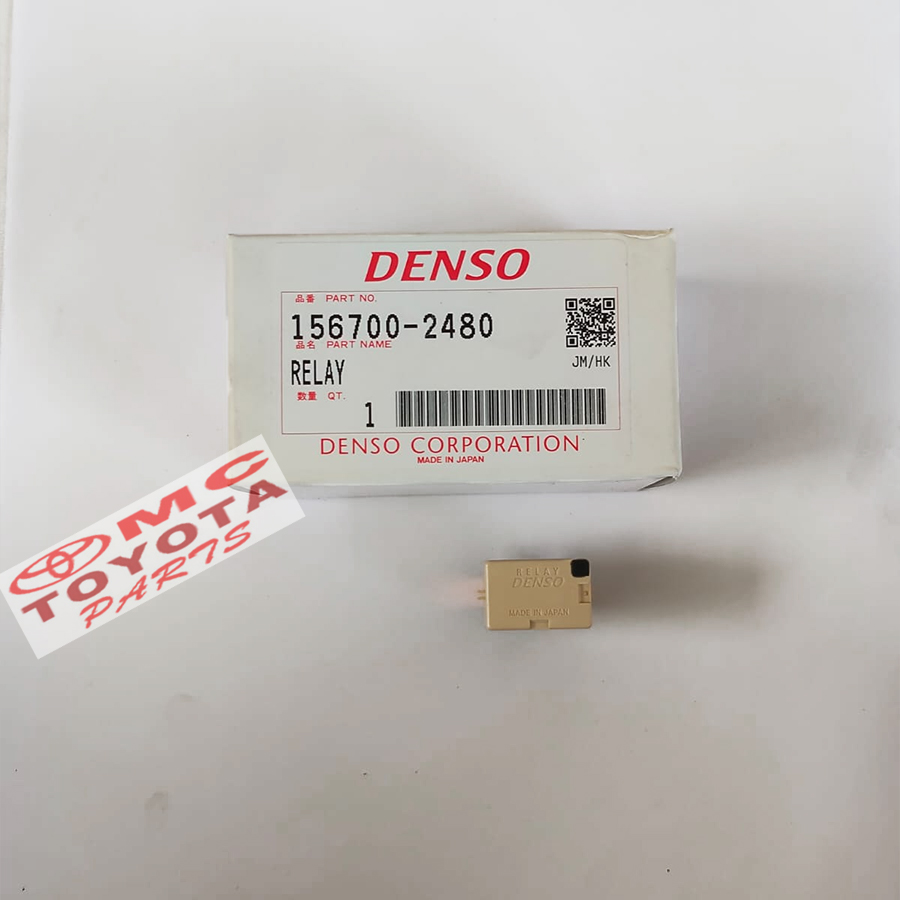 DENSO
品番 PART NO.
156700-2480
品名 PART NAME
RELAY
JM/HK
数量 QT.
1
DENSO CORPORATION
MADE IN JAPAN
MC
TOYOTA
PARTS
RELAY
DENSO
MADE IN JAPAN